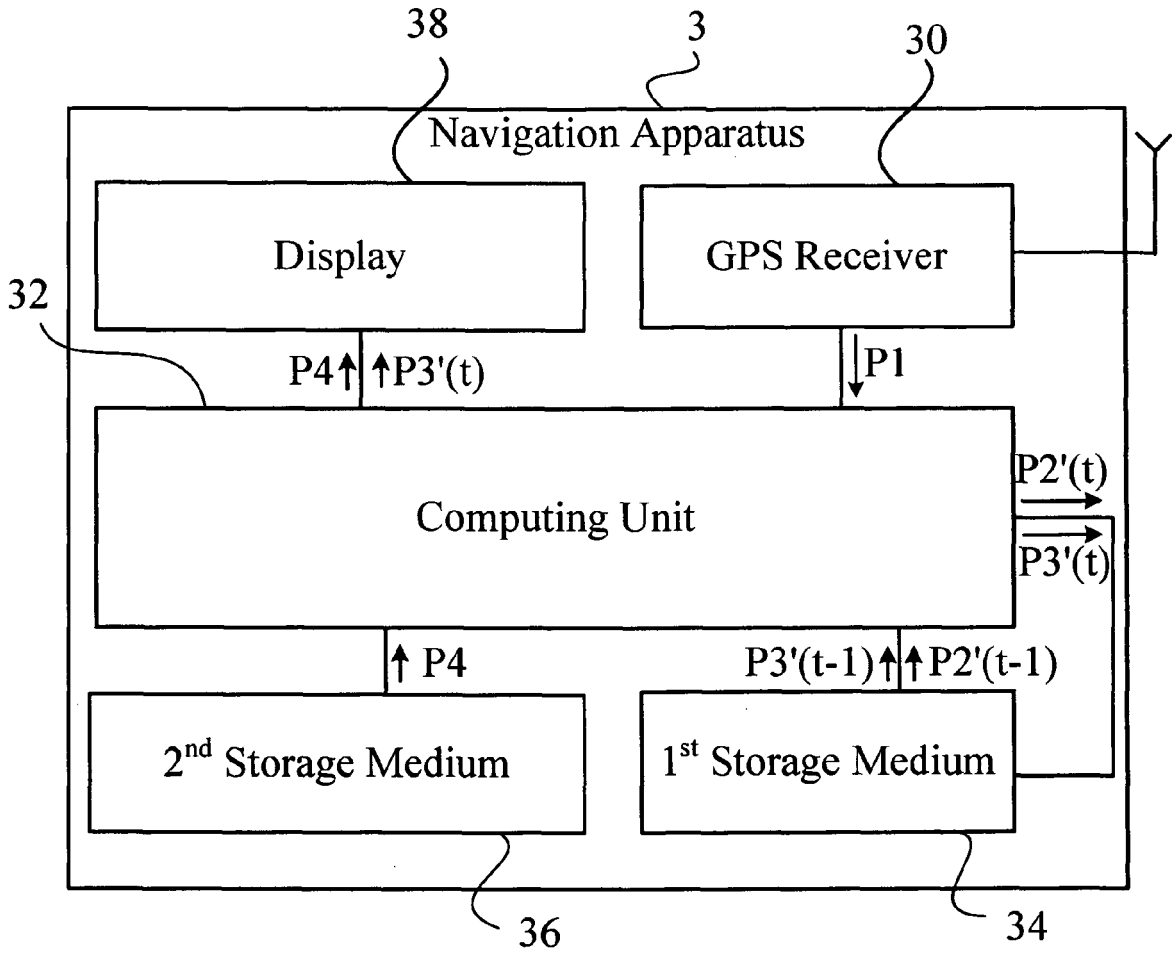 38
3
30
Navigation Apparatus
Display
GPS Receiver
32
P4 P3'(t)
P1
Computing Unit
P2'(t)
P3'(t)
P4
P3'(t-1) P2'(t-1)
2nd Storage Medium
1st Storage Medium
36
34